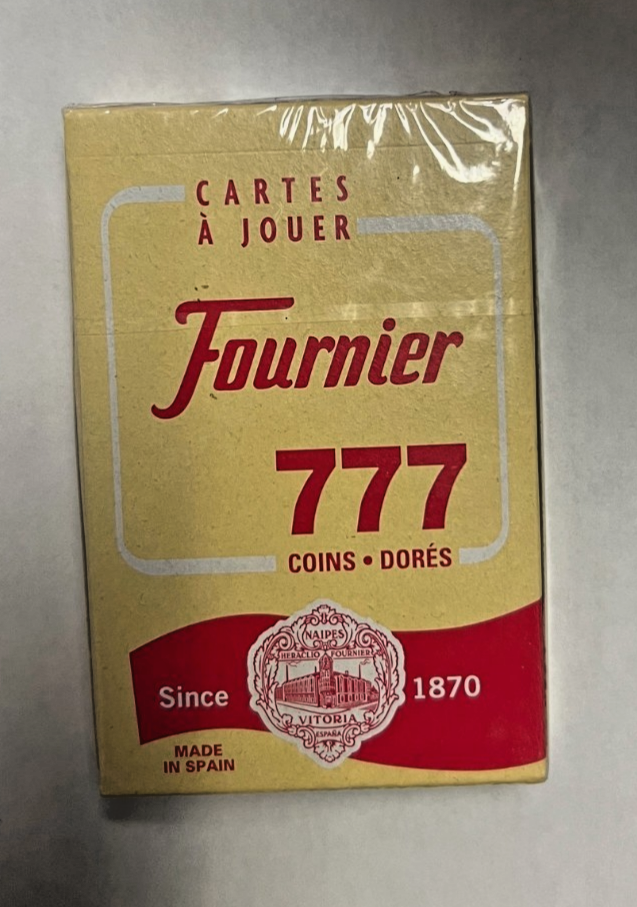 CARTES
À JOUER
Fournier
777
COINS • DORÉS
NAIPES
HERACLIO FOURNIER
VITORIA
ESPAÑA
Since
1870
MADE
IN SPAIN